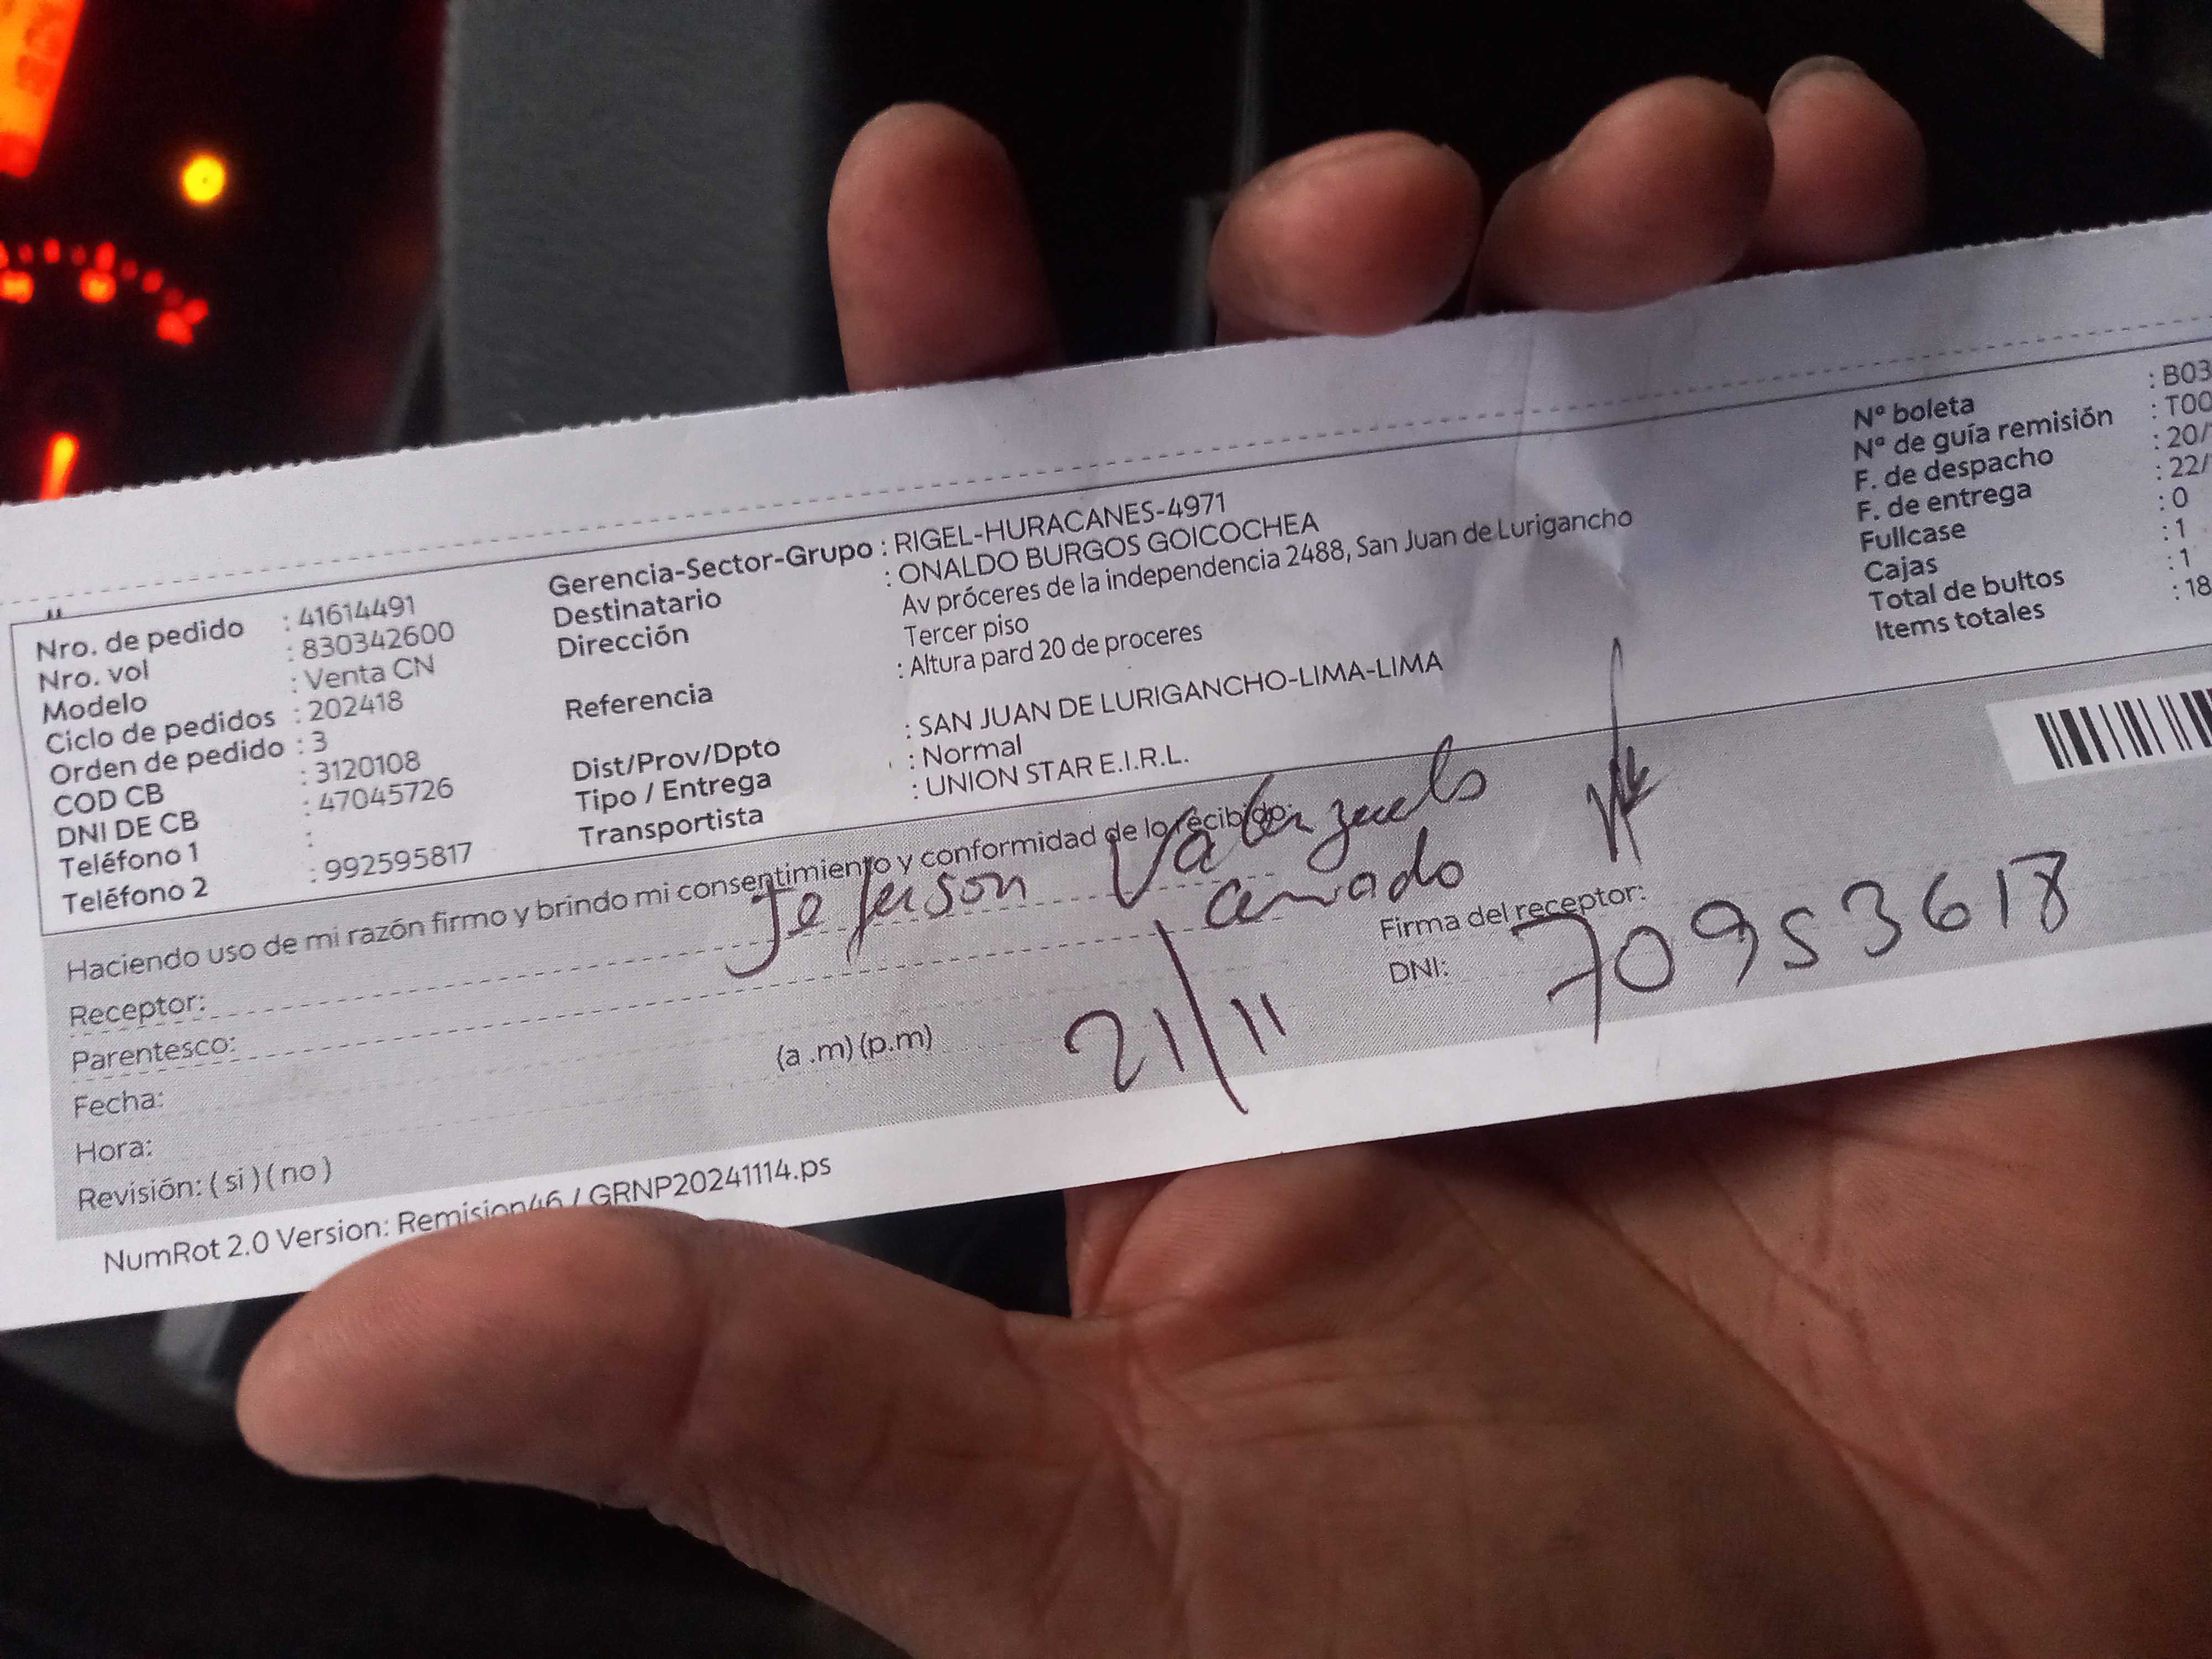 Nro. de pedido : 41614491
Nro. vol : 830342600
Modelo : Venta CN
Ciclo de pedidos : 202418
Orden de pedido : 3
COD CB : 3120108
DNI DE CB : 47045726
Teléfono 1 :
Teléfono 2 : 992595817
Gerencia-Sector-Grupo : RIGEL-HURACANES-4971
Destinatario : ONALDO BURGOS GOICOCHEA
Dirección Av próceres de la independencia 2488, San Juan de Lurigancho
Tercer piso
Referencia : Altura pard 20 de proceres
Dist/Prov/Dpto : SAN JUAN DE LURIGANCHO-LIMA-LIMA
Tipo / Entrega : Normal
Transportista : UNION STAR E.I.R.L.
N° boleta : B03
N° de guía remisión : T00
F. de despacho : 20/
F. de entrega : 22/
Fullcase : 0
Cajas : 1
Total de bultos : 1
Items totales : 18
Haciendo uso de mi razón firmo y brindo mi consentimiento y conformidad de lo recibido:
Receptor: Jeferson Valenzuela
Parentesco:
Fecha: 21/11
Hora: (a .m) (p.m)
Revisión: ( si ) ( no )
Firma del receptor:
DNI: 70953618
NumRot 2.0 Version: Remision46 / GRNP20241114.ps